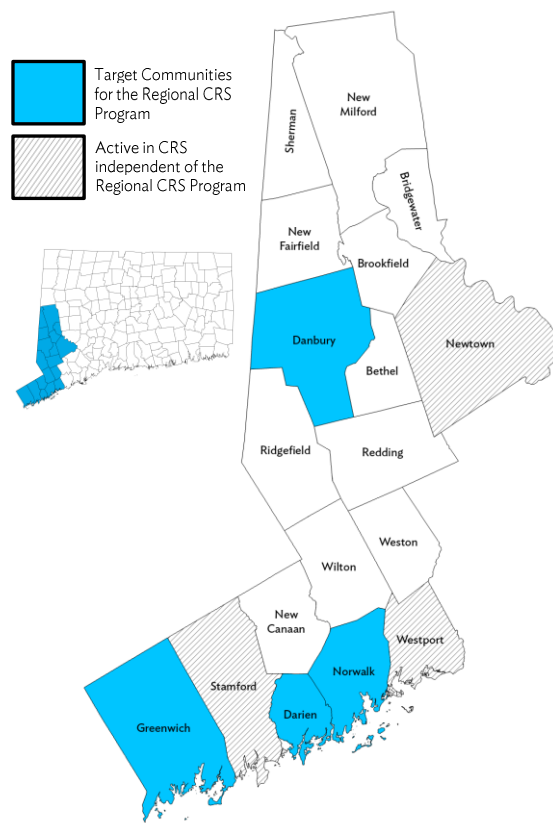 Target Communities
for the Regional CRS
Program
Active in CRS
independent of the
Regional CRS Program
New
Milford
Sherman
Bridgewater
New
Fairfield
Brookfield
Danbury
Newtown
Bethel
Ridgefield
Redding
Weston
Wilton
New
Canaan
Westport
Norwalk
Stamford
Darien
Greenwich